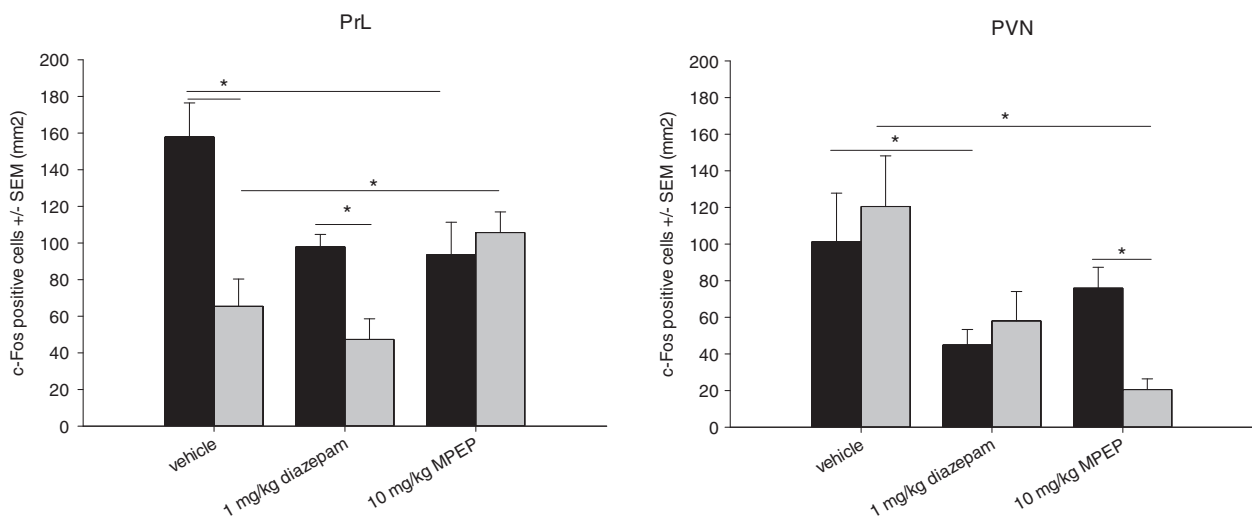 PrL
c-Fos positive cells +/- SEM (mm2)
200
180
160
140
120
100
80
60
40
20
0
*
*
*
vehicle
1 mg/kg diazepam
10 mg/kg MPEP
PVN
c-Fos positive cells +/- SEM (mm2)
200
180
160
140
120
100
80
60
40
20
0
*
*
*
vehicle
1 mg/kg diazepam
10 mg/kg MPEP